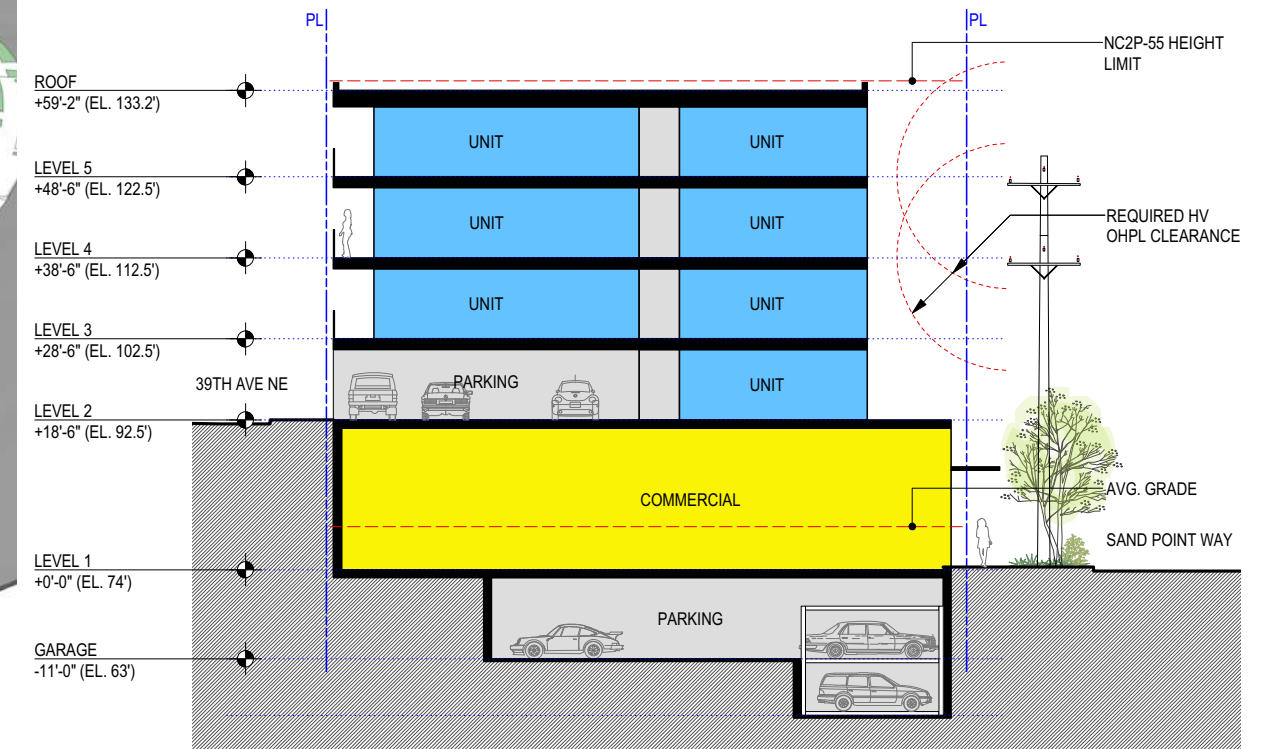 PL
PL
NC2P-55 HEIGHT
LIMIT
ROOF
+59'-2" (EL. 133.2')
UNIT
UNIT
LEVEL 5
+48'-6" (EL. 122.5')
UNIT
UNIT
REQUIRED HV
OHPL CLEARANCE
LEVEL 4
+38'-6" (EL. 112.5')
UNIT
UNIT
LEVEL 3
+28'-6" (EL. 102.5')
39TH AVE NE
PARKING
UNIT
LEVEL 2
+18'-6" (EL. 92.5')
COMMERCIAL
AVG. GRADE
SAND POINT WAY
LEVEL 1
+0'-0" (EL. 74')
PARKING
GARAGE
-11'-0" (EL. 63')